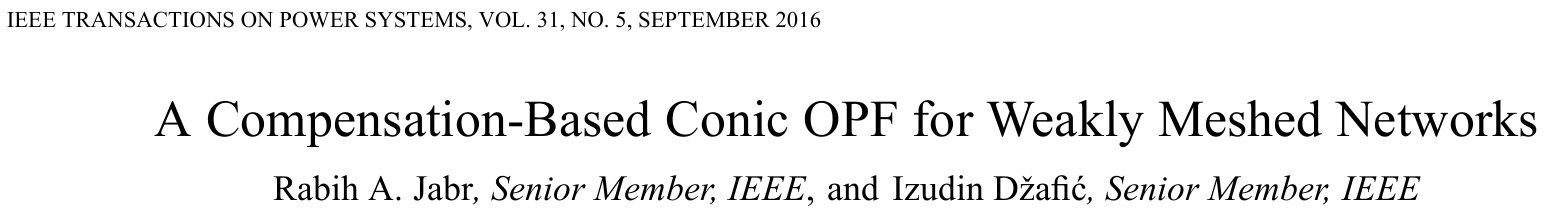 IEEE TRANSACTIONS ON POWER SYSTEMS, VOL. 31, NO. 5, SEPTEMBER 2016
A Compensation-Based Conic OPF for Weakly Meshed Networks
Rabih A. Jabr, Senior Member, IEEE, and Izudin Džafić, Senior Member, IEEE